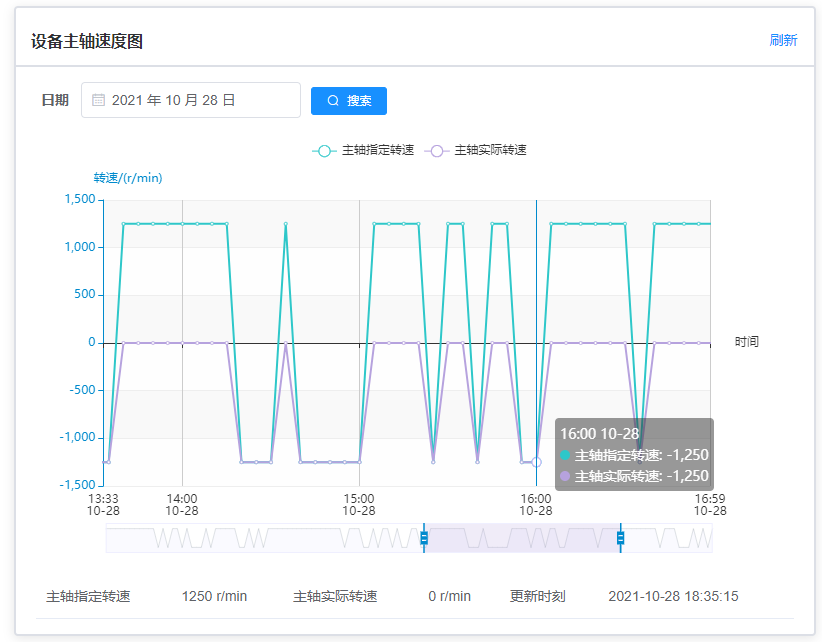 设备主轴速度图 刷新
日期 2021 年 10 月 28 日 搜索
主轴指定转速 主轴实际转速
转速/(r/min)
1,500
1,000
500
0 时间
-500
-1,000
-1,500
16:00 10-28
主轴指定转速: -1,250
主轴实际转速: -1,250
13:33 14:00 15:00 16:00 16:59
10-28 10-28 10-28 10-28 10-28
主轴指定转速 1250 r/min 主轴实际转速 0 r/min 更新时刻 2021-10-28 18:35:15